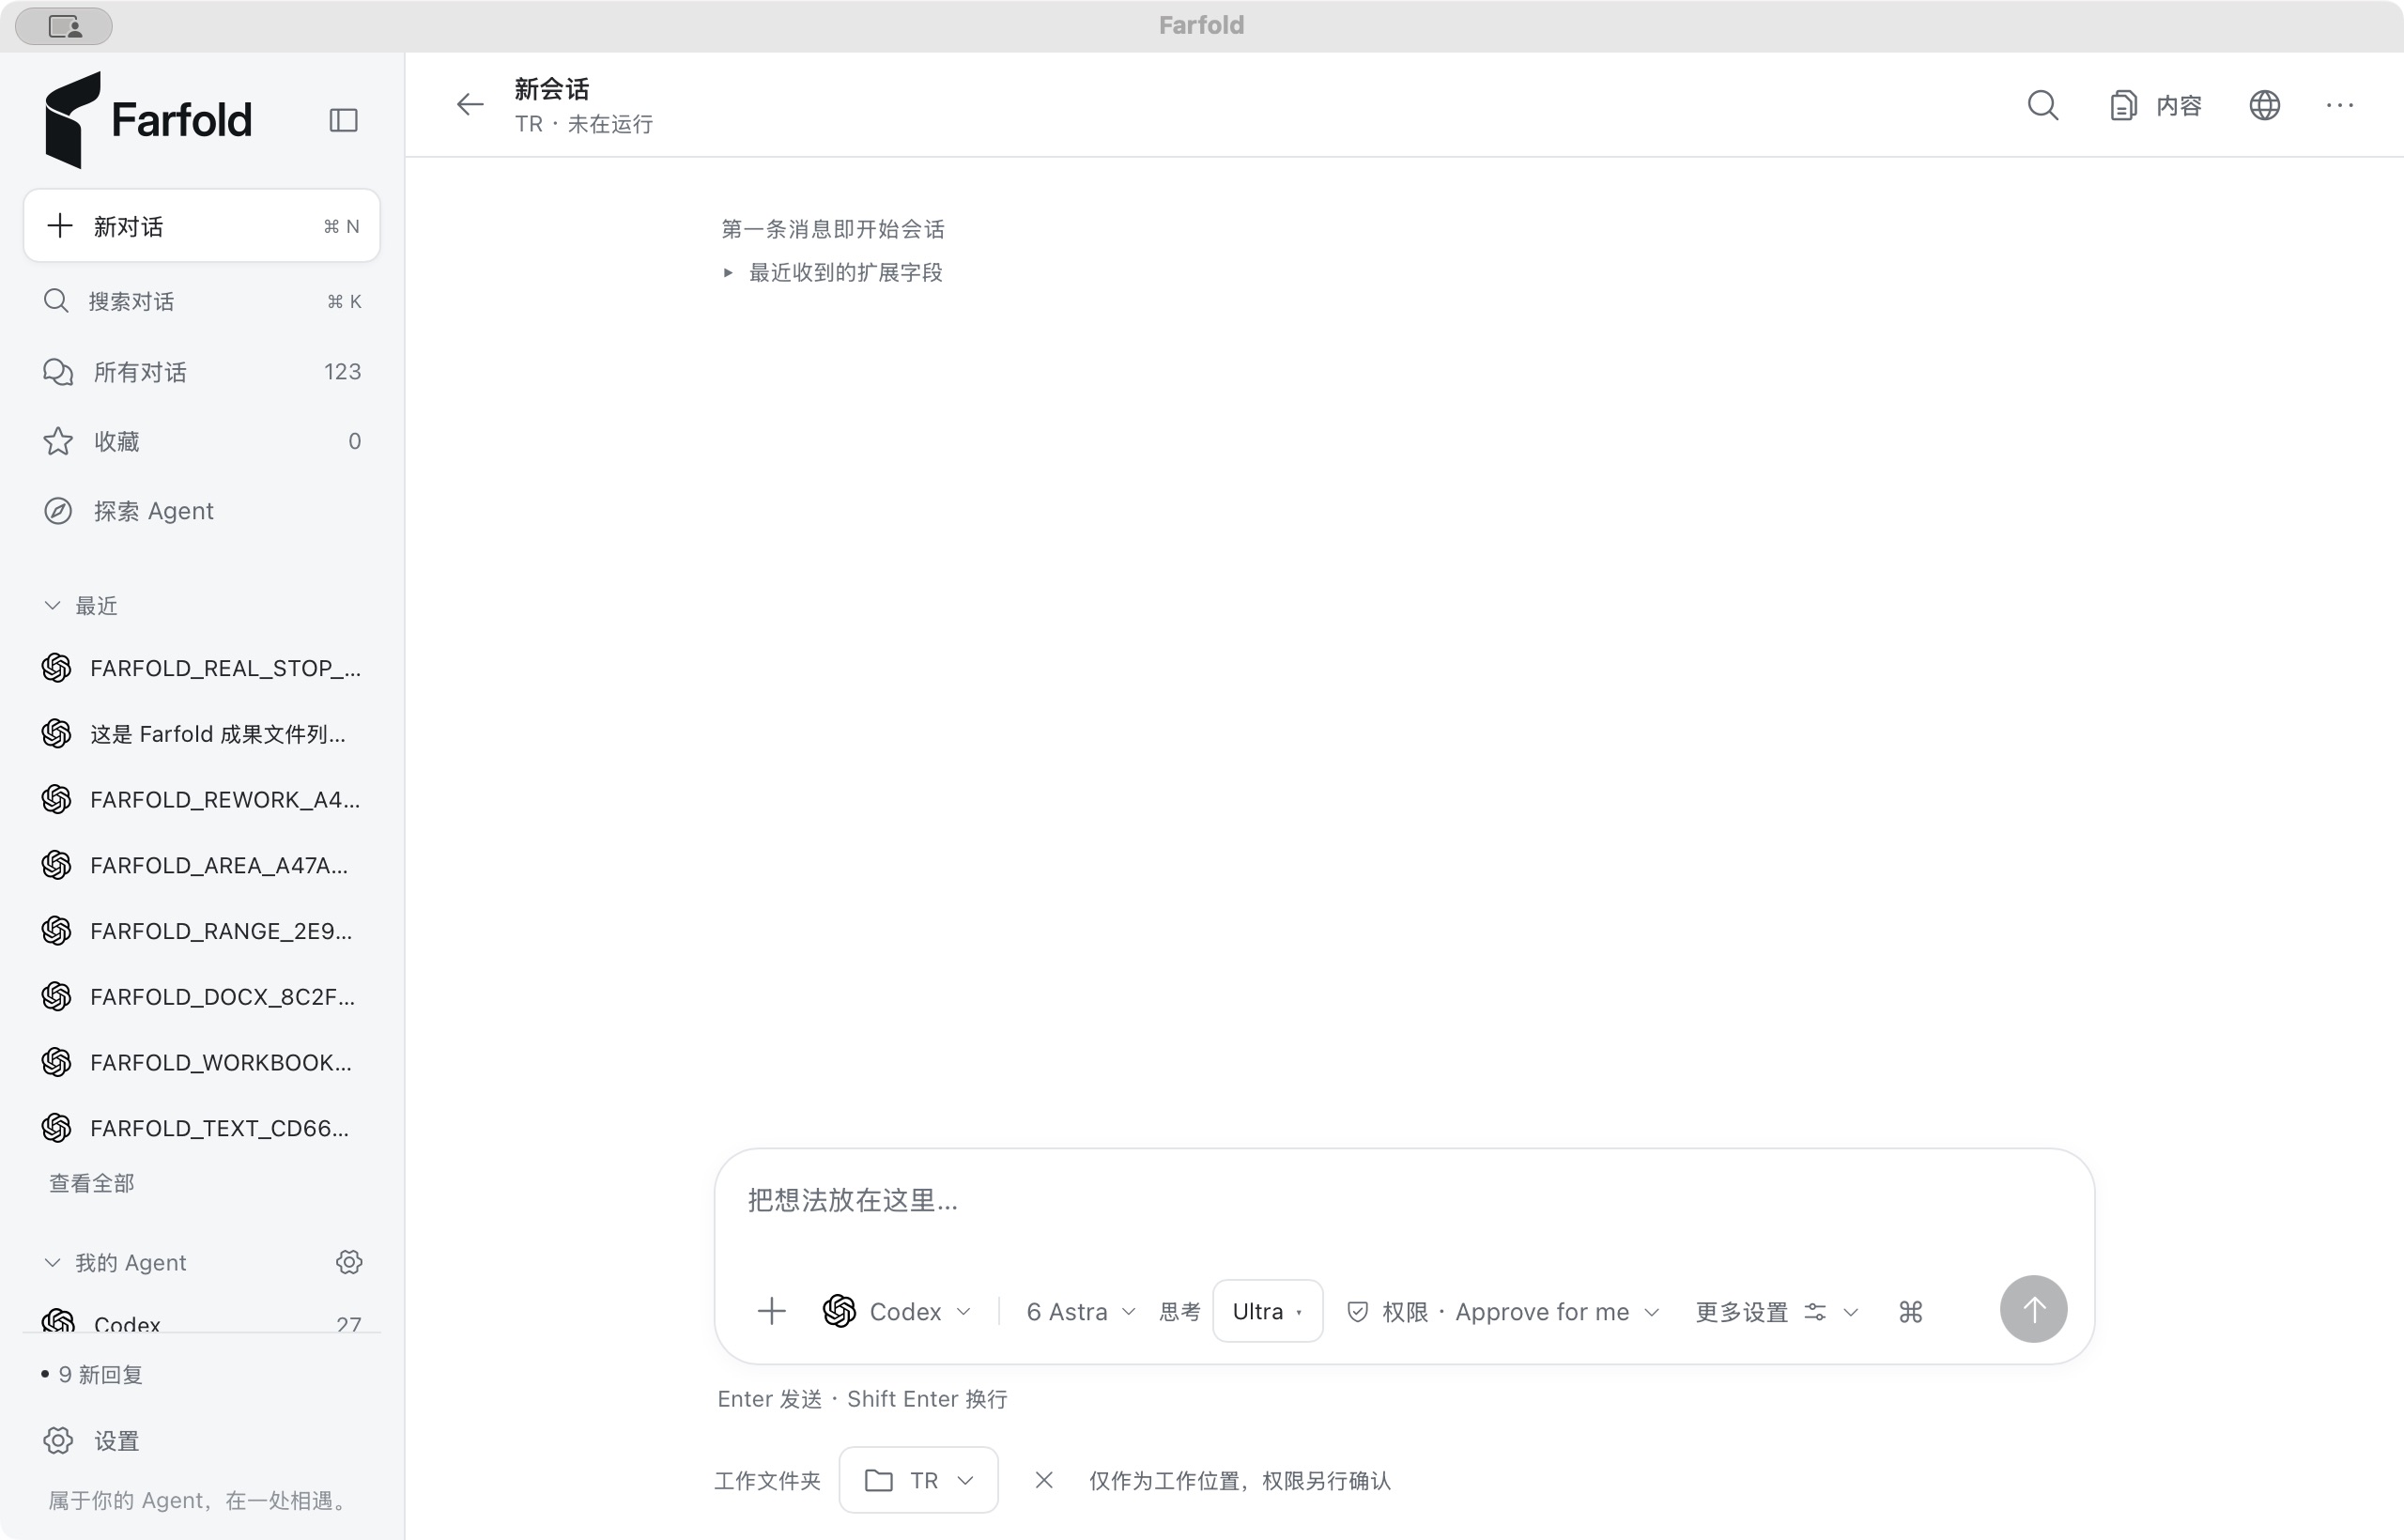 Farfold
Farfold
新对话 ⌘ N
搜索对话 ⌘ K
所有对话 123
收藏 0
探索 Agent
最近
FARFOLD_REAL_STOP_...
这是 Farfold 成果文件列...
FARFOLD_REWORK_A4...
FARFOLD_AREA_A47A...
FARFOLD_RANGE_2E9...
FARFOLD_DOCX_8C2F...
FARFOLD_WORKBOOK...
FARFOLD_TEXT_CD66...
查看全部
我的 Agent
Codex 27
9 新回复
设置
属于你的 Agent，在一处相遇。
新会话
TR · 未在运行
内容
第一条消息即开始会话
最近收到的扩展字段
把想法放在这里...
Codex 6 Astra 思考 Ultra 权限 · Approve for me 更多设置 ⌘
Enter 发送 · Shift Enter 换行
工作文件夹 TR 仅作为工作位置，权限另行确认